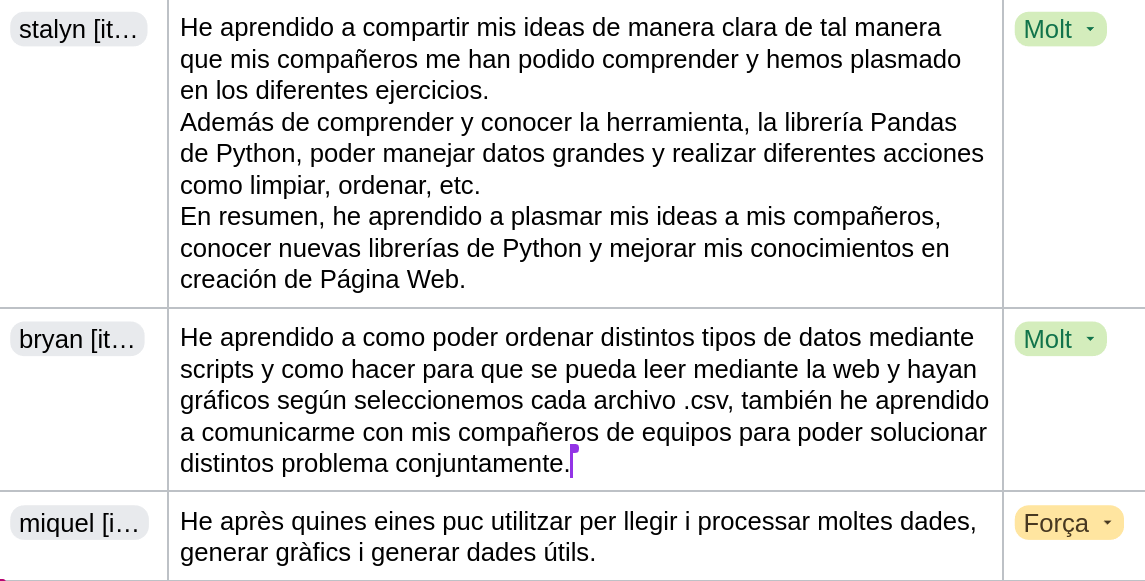 stalyn [it…
He aprendido a compartir mis ideas de manera clara de tal manera
que mis compañeros me han podido comprender y hemos plasmado
en los diferentes ejercicios.
Además de comprender y conocer la herramienta, la librería Pandas
de Python, poder manejar datos grandes y realizar diferentes acciones
como limpiar, ordenar, etc.
En resumen, he aprendido a plasmar mis ideas a mis compañeros,
conocer nuevas librerías de Python y mejorar mis conocimientos en
creación de Página Web.
Molt
bryan [it…
He aprendido a como poder ordenar distintos tipos de datos mediante
scripts y como hacer para que se pueda leer mediante la web y hayan
gráficos según seleccionemos cada archivo .csv, también he aprendido
a comunicarme con mis compañeros de equipos para poder solucionar
distintos problema conjuntamente.
Molt
miquel [i…
He après quines eines puc utilitzar per llegir i processar moltes dades,
generar gràfics i generar dades útils.
Força